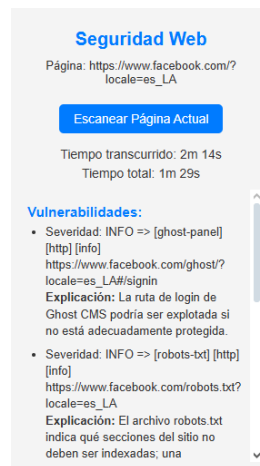 Seguridad Web
Página: https://www.facebook.com/?
locale=es_LA
Escanear Página Actual
Tiempo transcurrido: 2m 14s
Tiempo total: 1m 29s
Vulnerabilidades:
• Severidad: INFO => [ghost-panel]
[http] [info]
https://www.facebook.com/ghost/?
locale=es_LA#/signin
Explicación: La ruta de login de
Ghost CMS podría ser explotada si
no está adecuadamente protegida.
• Severidad: INFO => [robots-txt] [http]
[info]
https://www.facebook.com/robots.txt?
locale=es_LA
Explicación: El archivo robots.txt
indica qué secciones del sitio no
deben ser indexadas; una